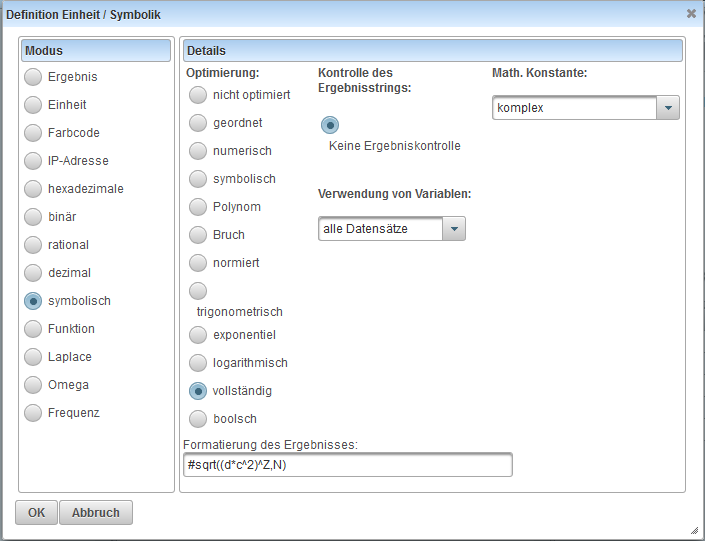 Definition Einheit / Symbolik
Modus
Ergebnis
Einheit
Farbcode
IP-Adresse
hexadezimale
binär
rational
dezimal
symbolisch
Funktion
Laplace
Omega
Frequenz
Details
Optimierung:
nicht optimiert
geordnet
numerisch
symbolisch
Polynom
Bruch
normiert
trigonometrisch
exponentiel
logarithmisch
vollständig
boolsch
Kontrolle des
Ergebnisstrings:
Keine Ergebniskontrolle
Verwendung von Variablen:
alle Datensätze
Math. Konstante:
komplex
Formatierung des Ergebnisses:
#sqrt((d*c^2)^Z,N)
OK
Abbruch